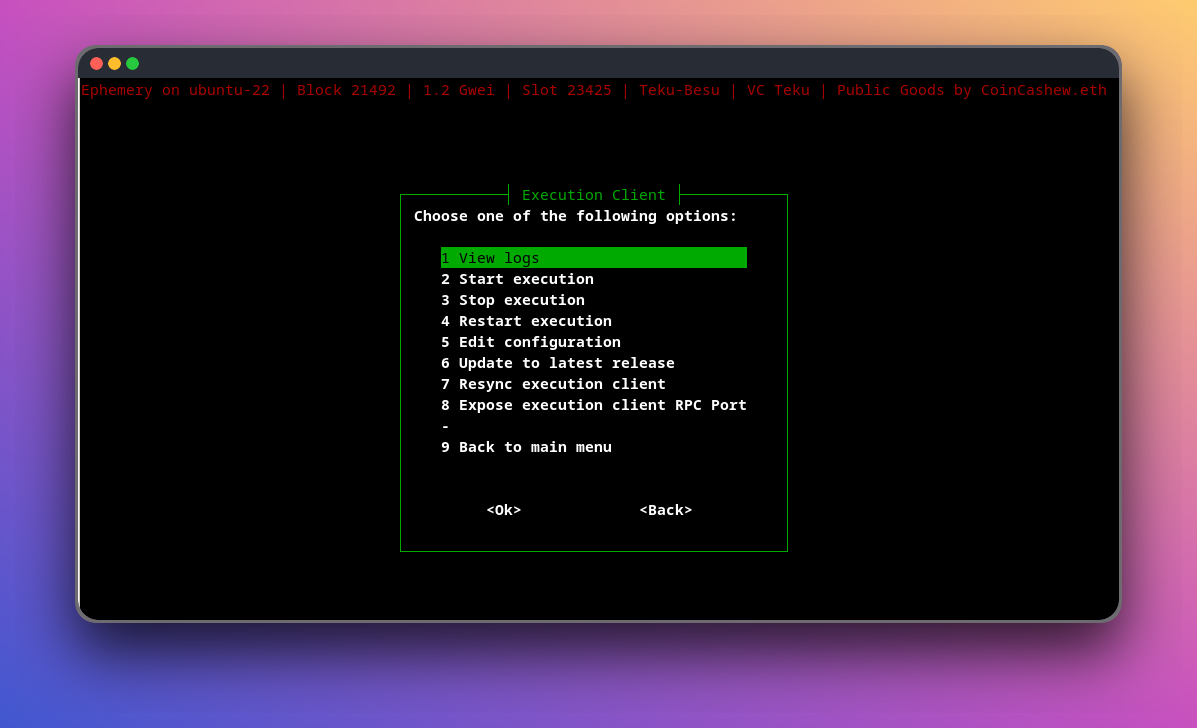 Ephemery on ubuntu-22 | Block 21492 | 1.2 Gwei | Slot 23425 | Teku-Besu | VC Teku | Public Goods by CoinCashew.eth
Execution Client
Choose one of the following options:
1 View logs
2 Start execution
3 Stop execution
4 Restart execution
5 Edit configuration
6 Update to latest release
7 Resync execution client
8 Expose execution client RPC Port
-
9 Back to main menu
<Ok> <Back>